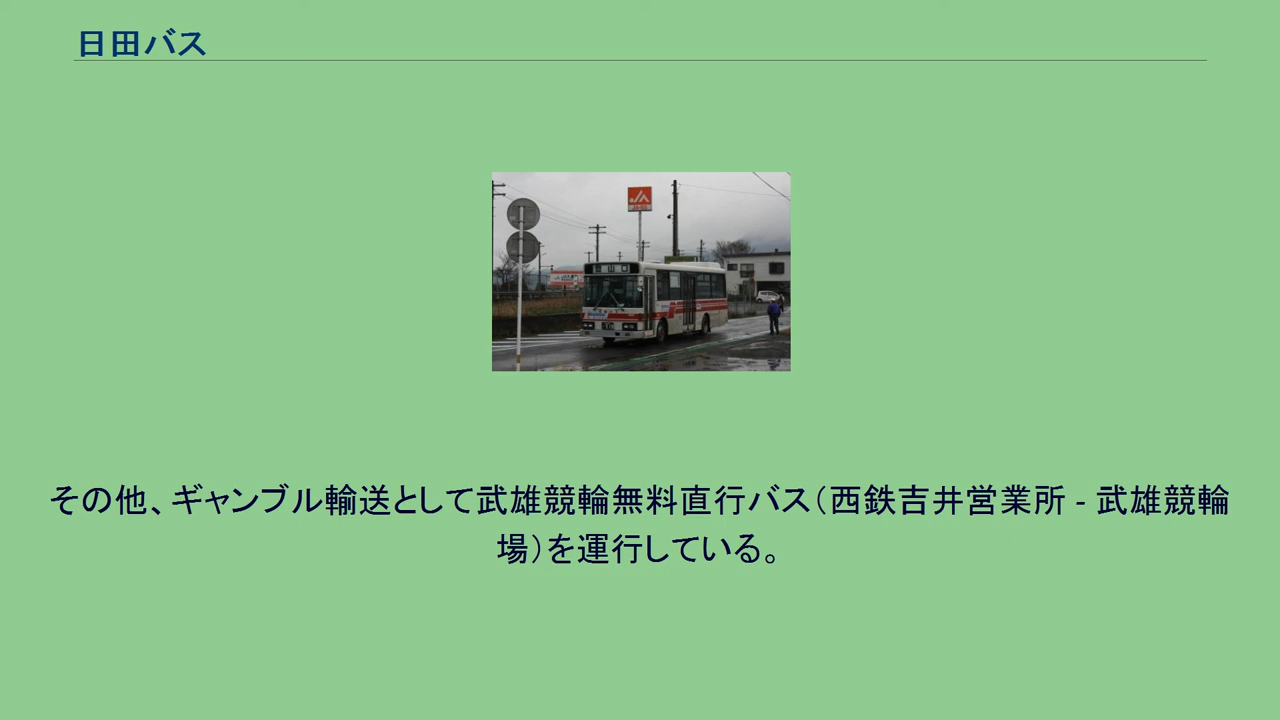 日田バス
その他、ギャンブル輸送として武雄競輪無料直行バス（西鉄吉井営業所 - 武雄競輪
場）を運行している。